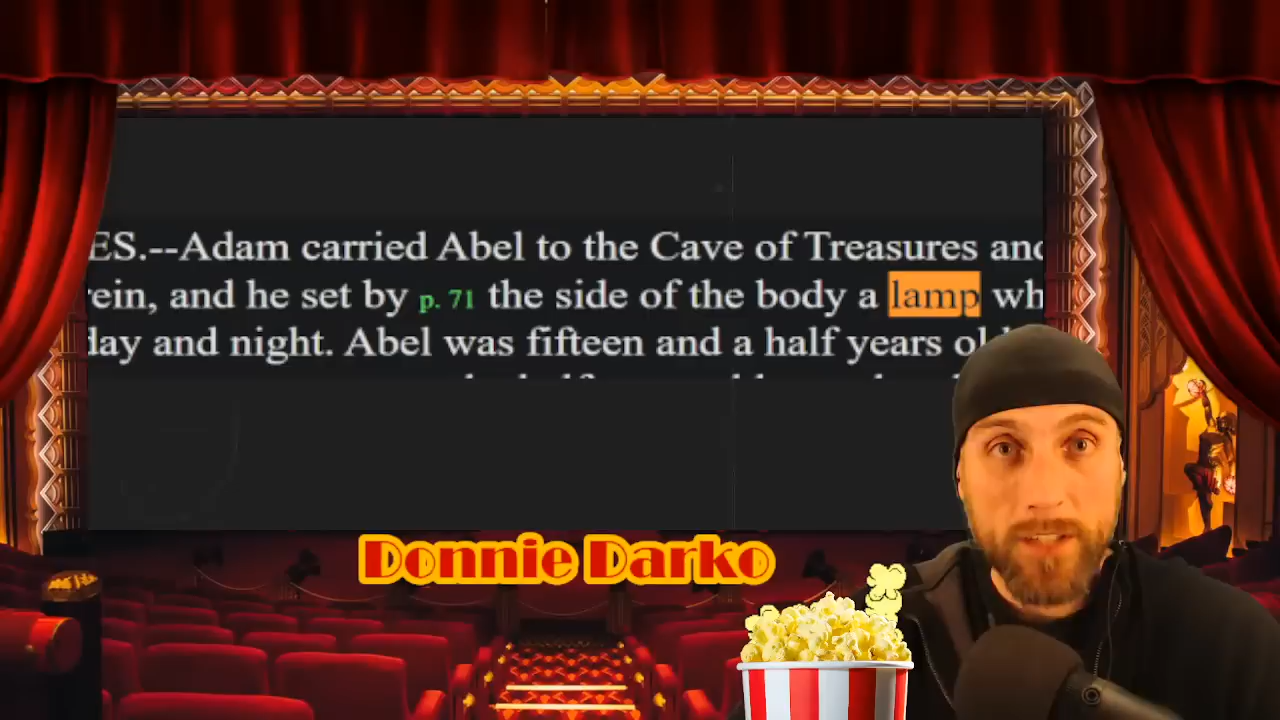 ES.--Adam carried Abel to the Cave of Treasures and
rein, and he set by p. 71 the side of the body a lamp wh
day and night. Abel was fifteen and a half years ol
Donnie Darko